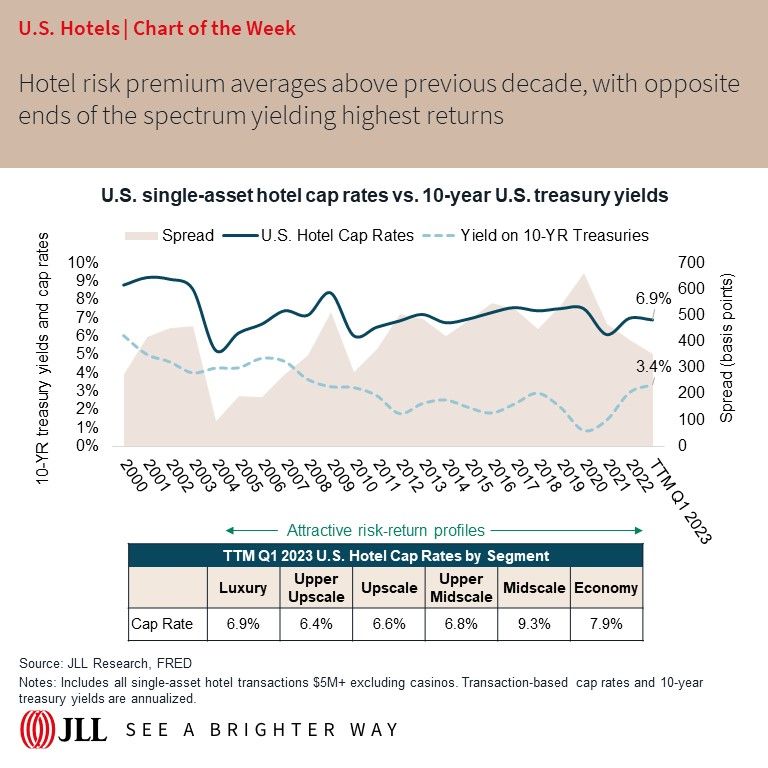 U.S. Hotels | Chart of the Week
Hotel risk premium averages above previous decade, with opposite
ends of the spectrum yielding highest returns
U.S. single-asset hotel cap rates vs. 10-year U.S. treasury yields
Spread U.S. Hotel Cap Rates Yield on 10-YR Treasuries
10-YR treasury yields and cap rates
10%
9%
8%
7%
6%
5%
4%
3%
2%
1%
0%
6.9%
3.4%
700
600
500
400
300
200
100
0
Spread (basis points)
2000 2001 2002 2003 2004 2005 2006 2007 2008 2009 2010 2011 2012 2013 2014 2015 2016 2017 2018 2019 2020 2021 2022 TTM Q1 2023
Attractive risk-return profiles
TTM Q1 2023 U.S. Hotel Cap Rates by Segment
Luxury Upper Upscale Upscale Upper Midscale Midscale Economy
Cap Rate 6.9% 6.4% 6.6% 6.8% 9.3% 7.9%
Source: JLL Research, FRED
Notes: Includes all single-asset hotel transactions $5M+ excluding casinos. Transaction-based cap rates and 10-year
treasury yields are annualized.
JLL SEE A BRIGHTER WAY